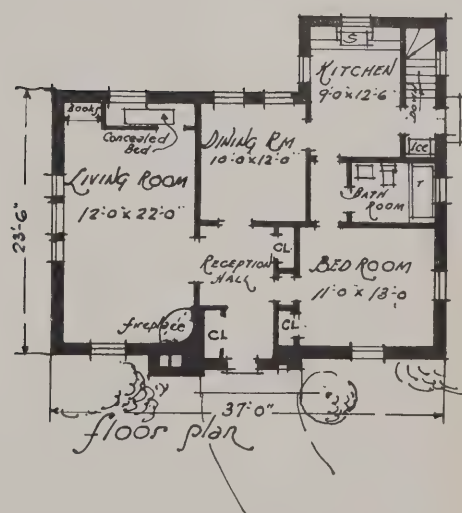 S
KITCHEN
9'-0" x 12'-6"
DOWN
ICE
Books
Concealed
Bed
DINING RM
10'-0" x 12'-0"
LIVING ROOM
12'-0" x 22'-0"
BATH
ROOM
T
23'-6"
CL.
RECEPTION
HALL
BED ROOM
11'-0" x 13'-0
fireplace
CL
CL
37'-0"
floor plan